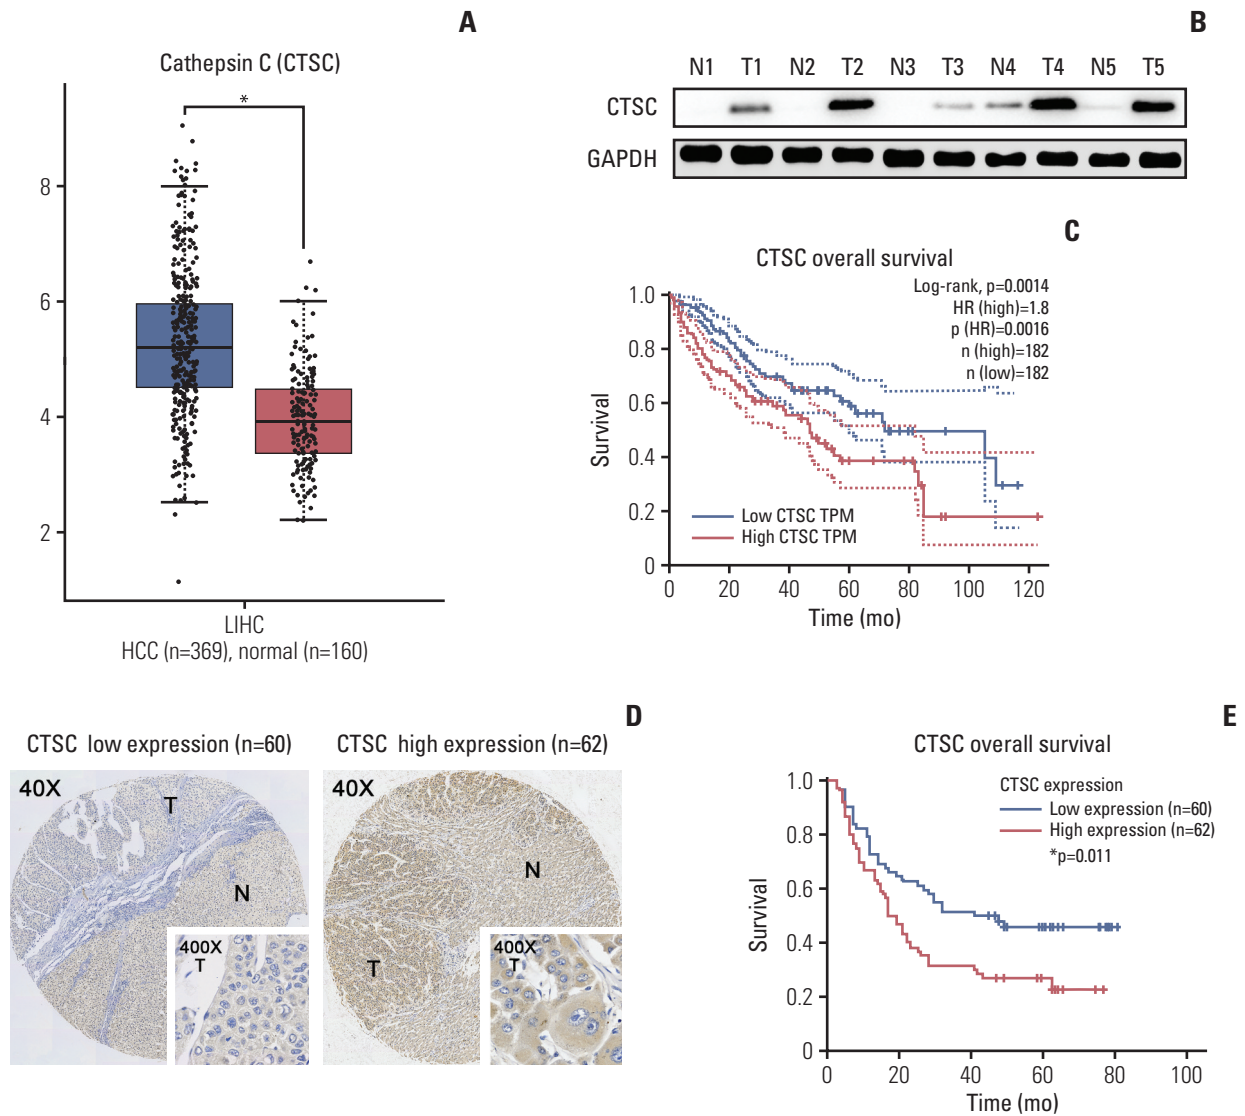 A
Cathepsin C (CTSC)
*
8
6
4
2
LIHC
HCC (n=369), normal (n=160)
B
N1 T1 N2 T2 N3 T3 N4 T4 N5 T5
CTSC
GAPDH
C
CTSC overall survival
Log-rank, p=0.0014
HR (high)=1.8
p (HR)=0.0016
n (high)=182
n (low)=182
1.0
0.8
0.6
0.4
0.2
0
Survival
Low CTSC TPM
High CTSC TPM
0 20 40 60 80 100 120
Time (mo)
D
CTSC low expression (n=60)
40X
T
N
400X
T
CTSC high expression (n=62)
40X
N
T
400X
T
E
CTSC overall survival
CTSC expression
Low expression (n=60)
High expression (n=62)
*p=0.011
1.0
0.8
0.6
0.4
0.2
0
Survival
0 20 40 60 80 100
Time (mo)